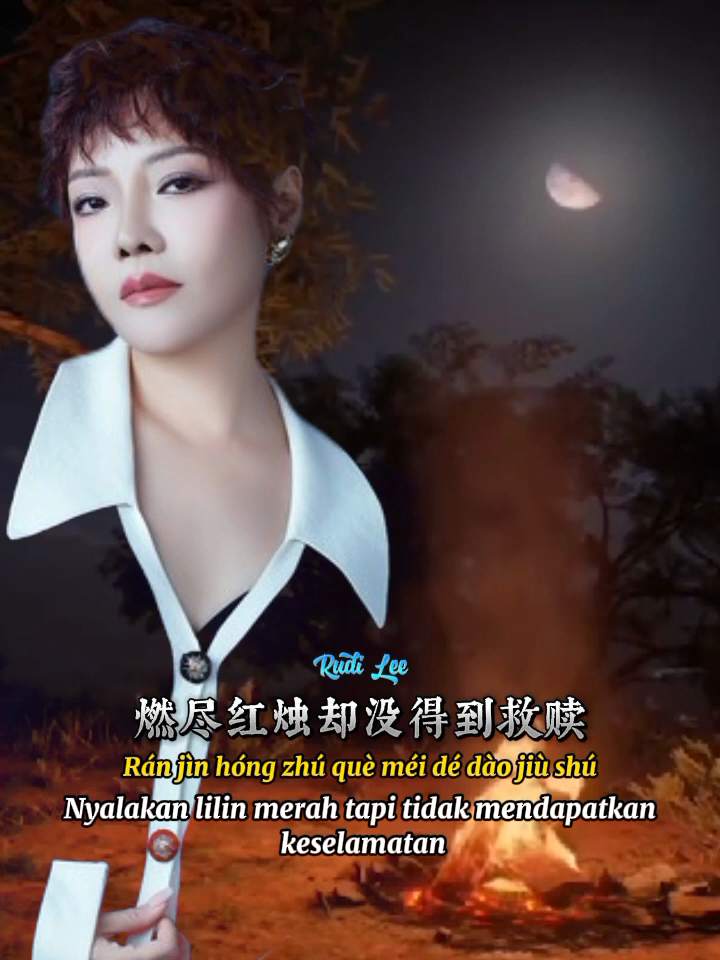 Rudi Lee
燃尽红烛却没得到救赎
Rán jìn hóng zhú què méi dé dào jiù shú
Nyalakan lilin merah tapi tidak mendapatkan
keselamatan